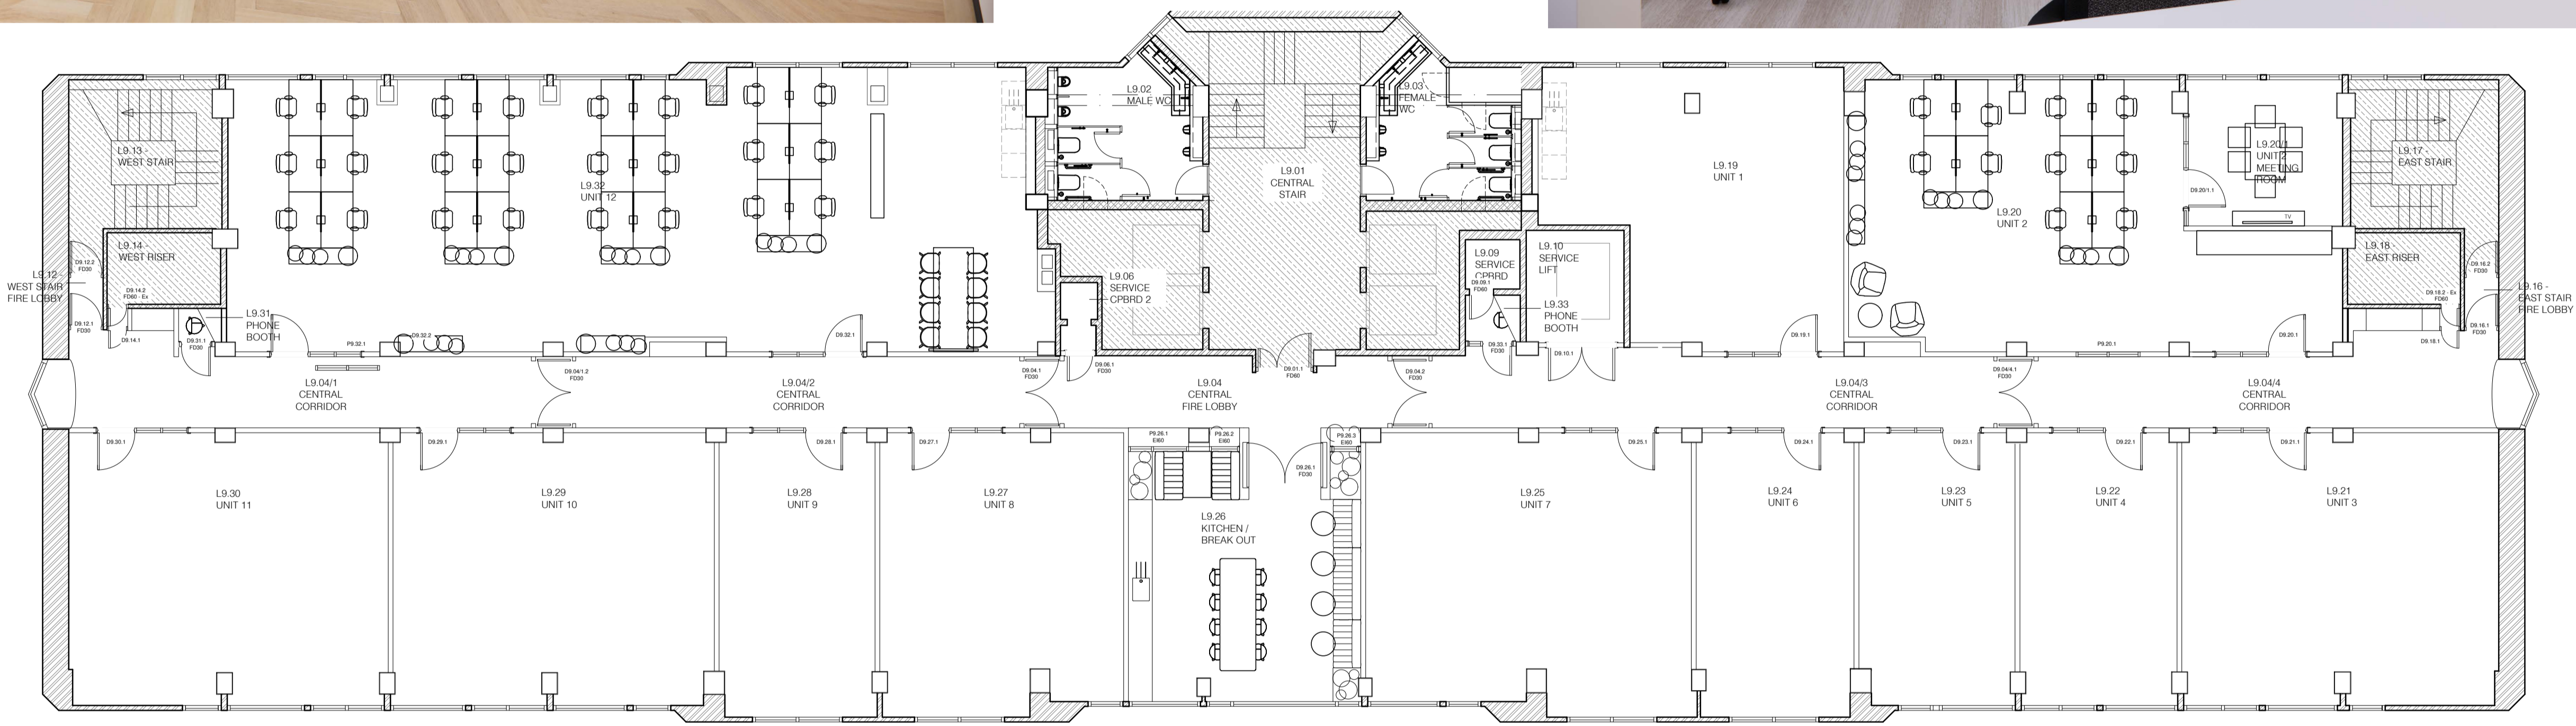 L9.02
MALE WC
L9.03
FEMALE
WC
L9.13 -
WEST STAIR
L9.32
UNIT 12
L9.01
CENTRAL
STAIR
L9.19
UNIT 1
L9.20
UNIT 2
L9.20/1
UNIT 2
MEETING
ROOM
D9.20/1.1
TV
L9.17 -
EAST STAIR
L9.14 -
WEST RISER
L9.12 -
WEST STAIR
FIRE LOBBY
D9.12.2
FD30
D9.14.2
FD60 - Ex
D9.12.1
FD30
D9.14.1
D9.31.1
FD30
L9.31
PHONE
BOOTH
P9.32.1
D9.32.2
D9.32.1
L9.06
SERVICE
CPBRD 2
L9.09
SERVICE
CPBRD
D9.09.1
FD60
L9.10
SERVICE
LIFT
L9.33
PHONE
BOOTH
L9.18 -
EAST RISER
D9.16.2
FD30
D9.18.2 - Ex
FD60
L9.16 -
EAST STAIR
FIRE LOBBY
D9.16.1
FD30
D9.18.1
D9.04/1.2
FD30
D9.04.1
FD30
D9.06.1
FD30
D9.01.1
FD60
D9.04.2
FD30
D9.33.1
FD30
D9.10.1
D9.19.1
D9.04/4.1
FD30
P9.20.1
D9.20.1
L9.04/1
CENTRAL
CORRIDOR
L9.04/2
CENTRAL
CORRIDOR
L9.04
CENTRAL
FIRE LOBBY
L9.04/3
CENTRAL
CORRIDOR
L9.04/4
CENTRAL
CORRIDOR
D9.30.1
D9.29.1
D9.28.1
D9.27.1
P9.26.1
EI60
P9.26.2
EI60
P9.26.3
EI60
D9.26.1
FD30
D9.25.1
D9.24.1
D9.23.1
D9.22.1
D9.21.1
L9.30
UNIT 11
L9.29
UNIT 10
L9.28
UNIT 9
L9.27
UNIT 8
L9.26
KITCHEN /
BREAK OUT
L9.25
UNIT 7
L9.24
UNIT 6
L9.23
UNIT 5
L9.22
UNIT 4
L9.21
UNIT 3